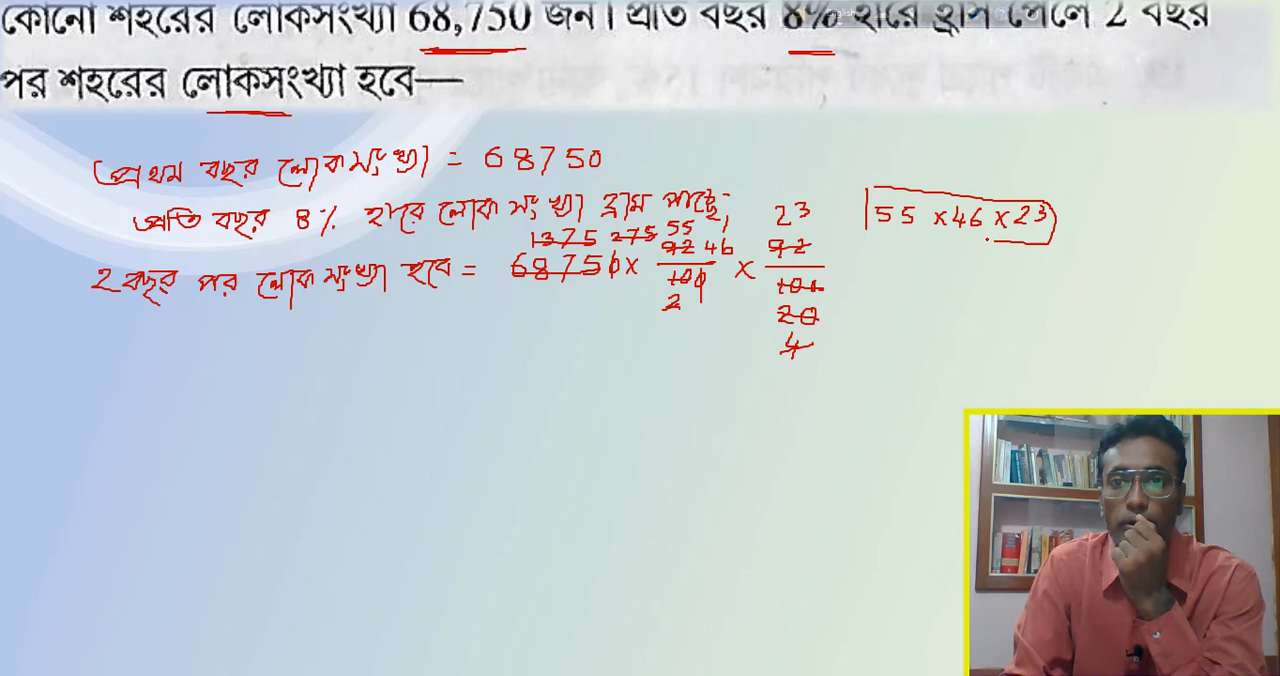 কোনো শহরের লোকসংখ্যা 68,750 জন। প্রতি বছর 8% হারে হ্রাস পেলে 2 বছর
পর শহরের লোকসংখ্যা হবে—
প্রথম বছর লোকসংখ্যা = 68750
প্রতি বছর 8% হারে লোকসংখ্যা হ্রাস পাচ্ছে, 23 55 x 46 x 23
1375 275 55
2 বছর পর লোকসংখ্যা হবে = 68750 x 92 46 x 92
100 100
2 20
4